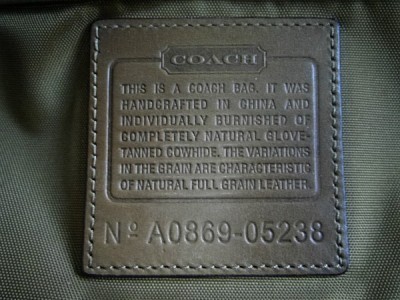 COACH
THIS IS A COACH BAG. IT WAS
HANDCRAFTED IN CHINA AND
INDIVIDUALLY BURNISHED OF
COMPLETELY NATURAL GLOVE-
TANNED COWHIDE. THE VARIATIONS
IN THE GRAIN ARE CHARACTERISTIC
OF NATURAL FULL GRAIN LEATHER.
Nº A0869-05238